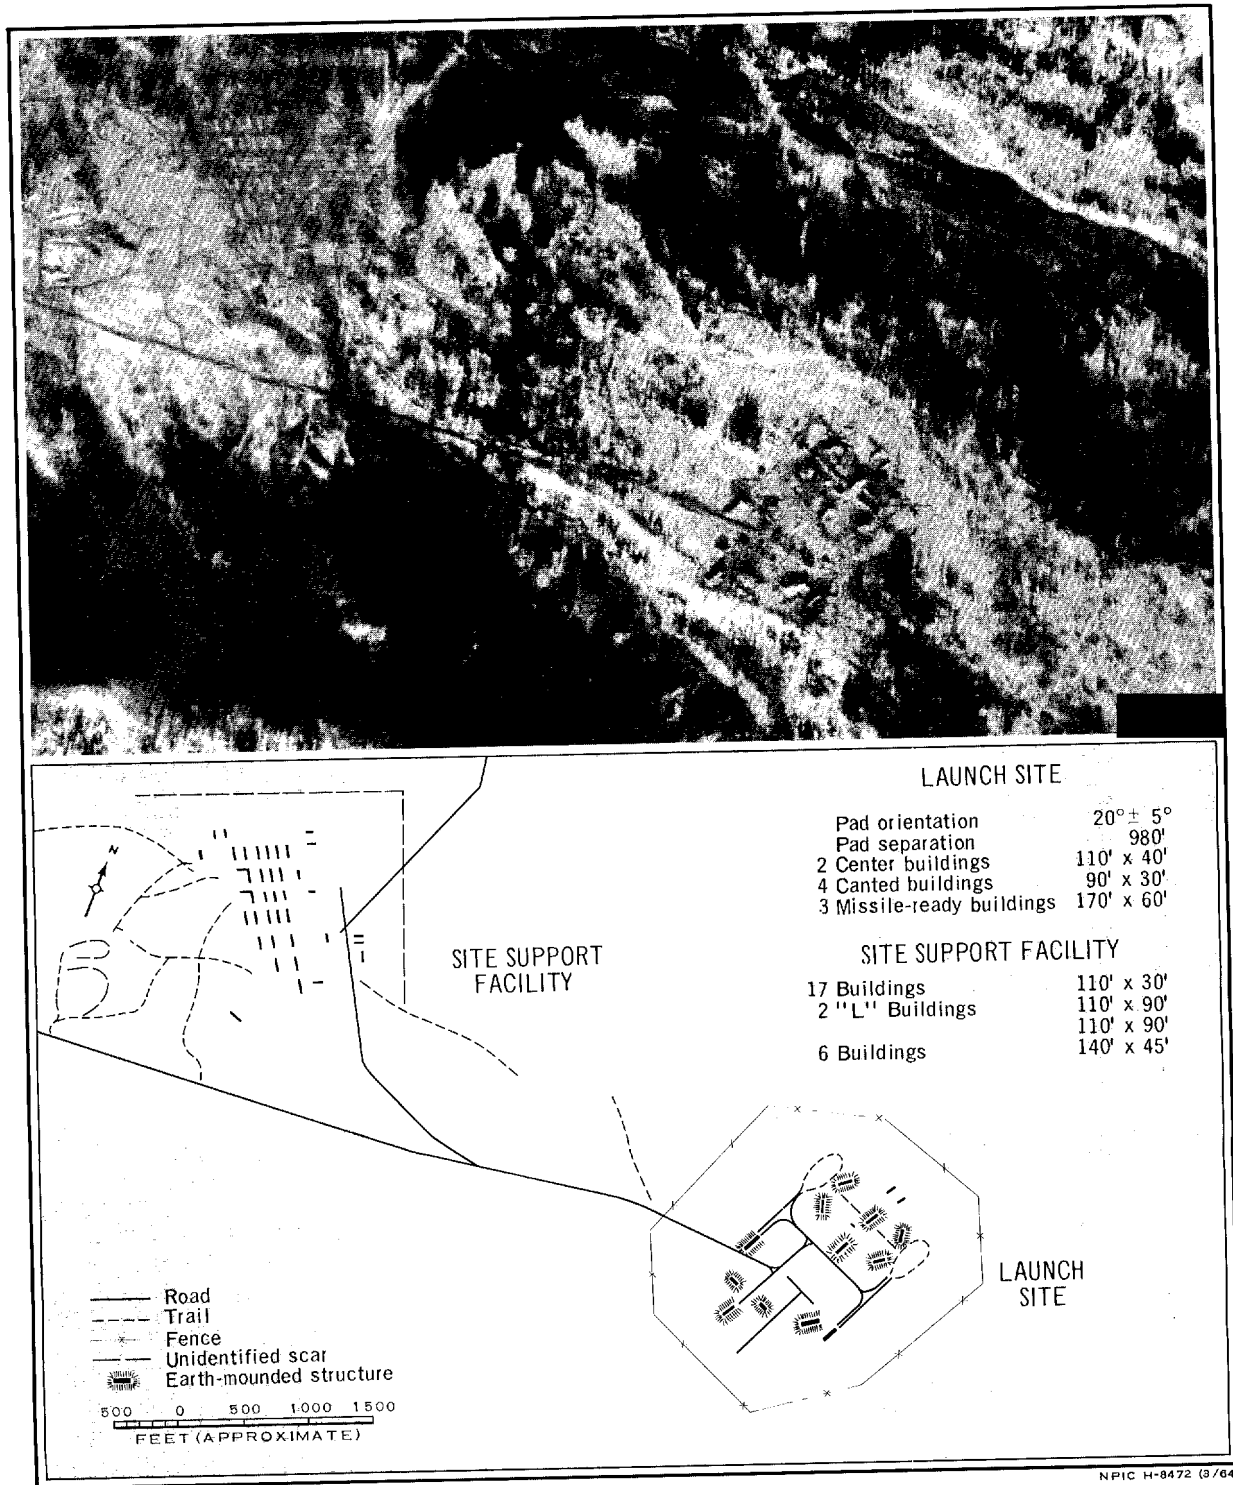 LAUNCH SITE
Pad orientation 20° ± 5°
Pad separation 980'
2 Center buildings 110' x 40'
4 Canted buildings 90' x 30'
3 Missile-ready buildings 170' x 60'
SITE SUPPORT FACILITY
17 Buildings 110' x 30'
2 "L" Buildings 110' x 90'
110' x 90'
6 Buildings 140' x 45'
N
SITE SUPPORT
FACILITY
LAUNCH
SITE
Road
Trail
Fence
Unidentified scar
Earth-mounded structure
500 0 500 1000 1500
FEET (APPROXIMATE)
NPIC H-8472 (3/64